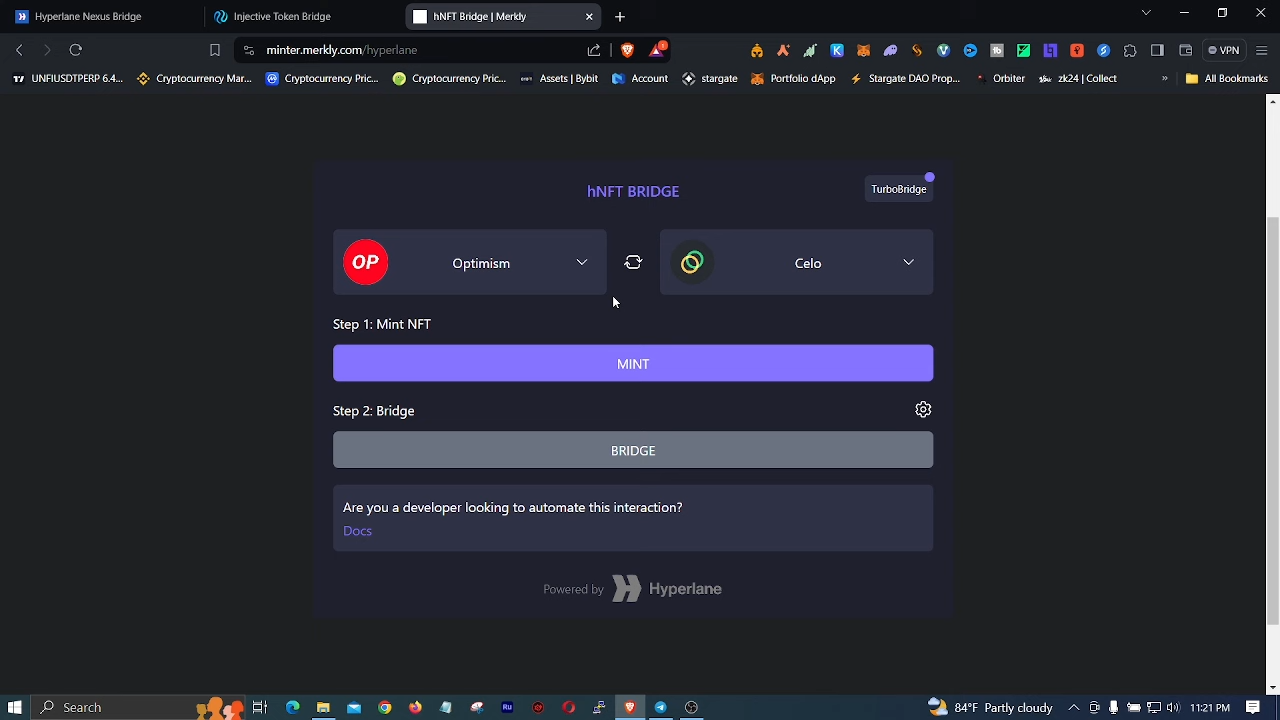 Hyperlane Nexus Bridge
Injective Token Bridge
hNFT Bridge | Merkly
minter.merkly.com/hyperlane
VPN
UNFIUSDTPERP 6.4...
Cryptocurrency Mar...
Cryptocurrency Pric...
Cryptocurrency Pric...
Assets | Bybit
Account
stargate
Portfolio dApp
Stargate DAO Prop...
Orbiter
zk24 | Collect
All Bookmarks
hNFT BRIDGE
TurboBridge
OP
Optimism
Celo
Step 1: Mint NFT
MINT
Step 2: Bridge
BRIDGE
Are you a developer looking to automate this interaction?
Docs
Powered by Hyperlane
Search
Ru
84°F Partly cloudy
11:21 PM